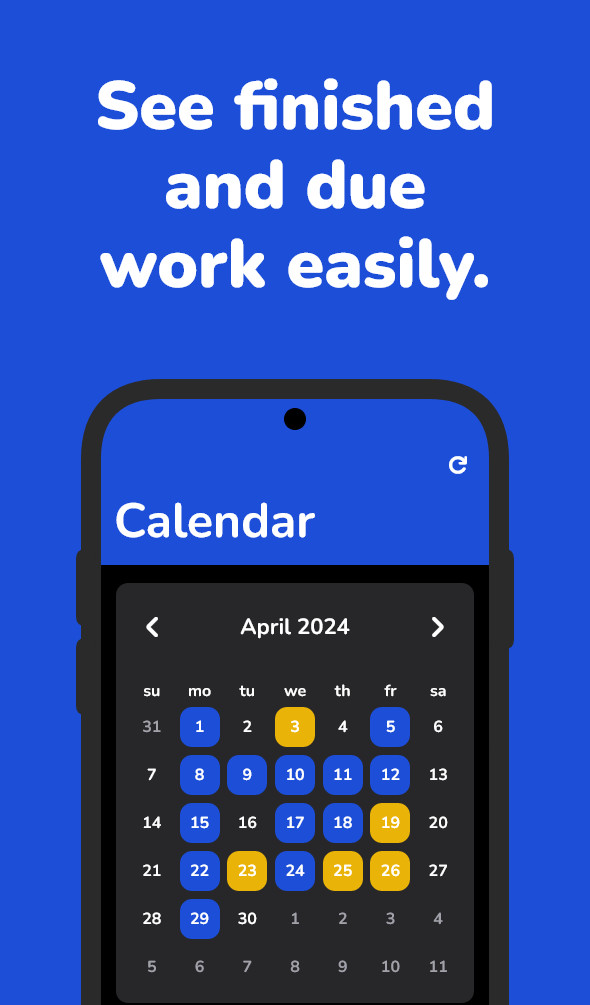 See finished
and due
work easily.
Calendar
April 2024
su mo tu we th fr sa
31 1 2 3 4 5 6
7 8 9 10 11 12 13
14 15 16 17 18 19 20
21 22 23 24 25 26 27
28 29 30 1 2 3 4
5 6 7 8 9 10 11